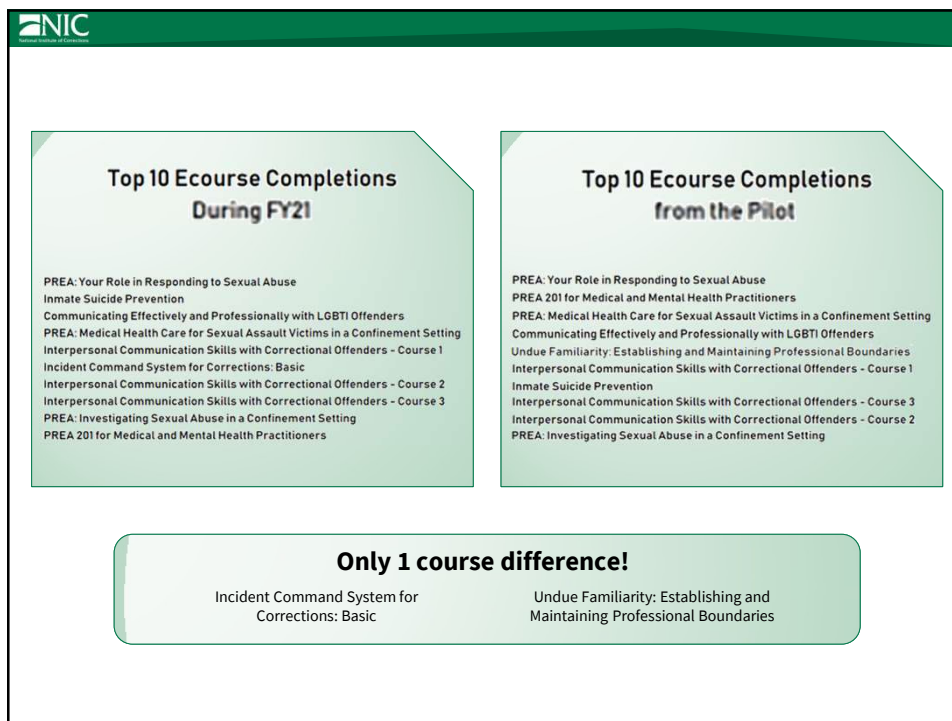 NIC
National Institute of Corrections
Top 10 Ecourse Completions
During FY21
PREA: Your Role in Responding to Sexual Abuse
Inmate Suicide Prevention
Communicating Effectively and Professionally with LGBTI Offenders
PREA: Medical Health Care for Sexual Assault Victims in a Confinement Setting
Interpersonal Communication Skills with Correctional Offenders - Course 1
Incident Command System for Corrections: Basic
Interpersonal Communication Skills with Correctional Offenders - Course 2
Interpersonal Communication Skills with Correctional Offenders - Course 3
PREA: Investigating Sexual Abuse in a Confinement Setting
PREA 201 for Medical and Mental Health Practitioners
Top 10 Ecourse Completions
from the Pilot
PREA: Your Role in Responding to Sexual Abuse
PREA 201 for Medical and Mental Health Practitioners
PREA: Medical Health Care for Sexual Assault Victims in a Confinement Setting
Communicating Effectively and Professionally with LGBTI Offenders
Undue Familiarity: Establishing and Maintaining Professional Boundaries
Interpersonal Communication Skills with Correctional Offenders - Course 1
Inmate Suicide Prevention
Interpersonal Communication Skills with Correctional Offenders - Course 3
Interpersonal Communication Skills with Correctional Offenders - Course 2
PREA: Investigating Sexual Abuse in a Confinement Setting
Only 1 course difference!
Incident Command System for
Corrections: Basic
Undue Familiarity: Establishing and
Maintaining Professional Boundaries